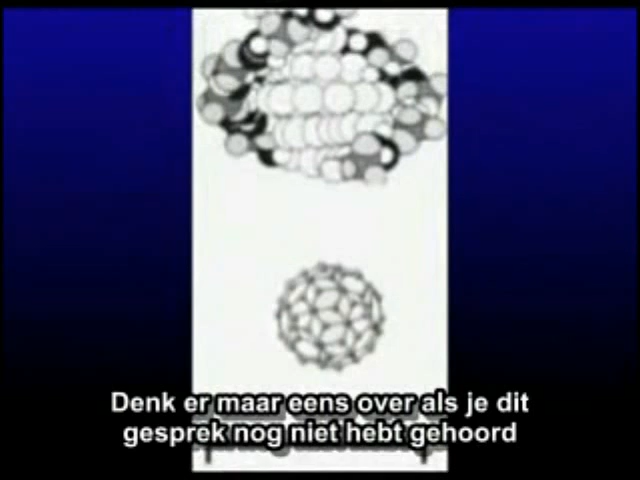 Denk er maar eens over als je dit
gesprek nog niet hebt gehoord